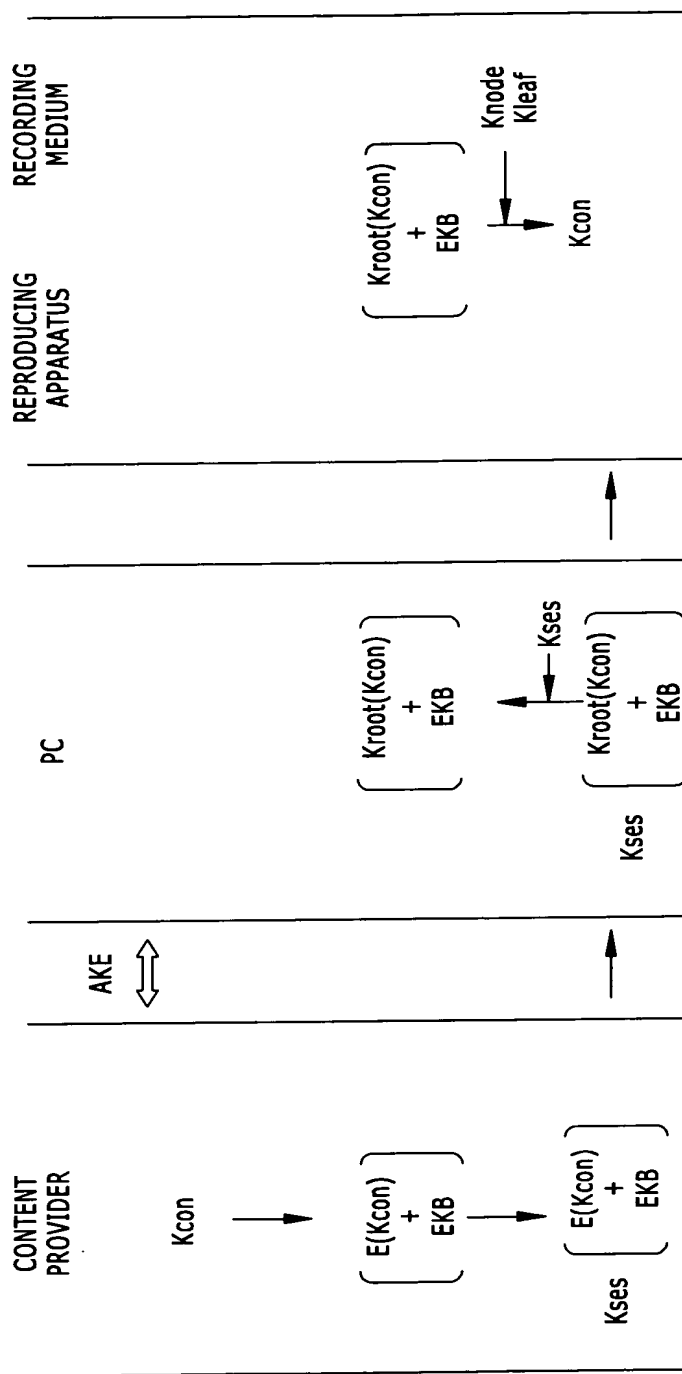 CONTENT
PROVIDER
Kcon
E(Kcon)
+
EKB
Kses
E(Kcon)
+
EKB
AKE
PC
Kroot(Kcon)
+
EKB
Kses
Kses
Kroot(Kcon)
+
EKB
REPRODUCING
APPARATUS
RECORDING
MEDIUM
Kroot(Kcon)
+
EKB
Knode
Kleaf
Kcon